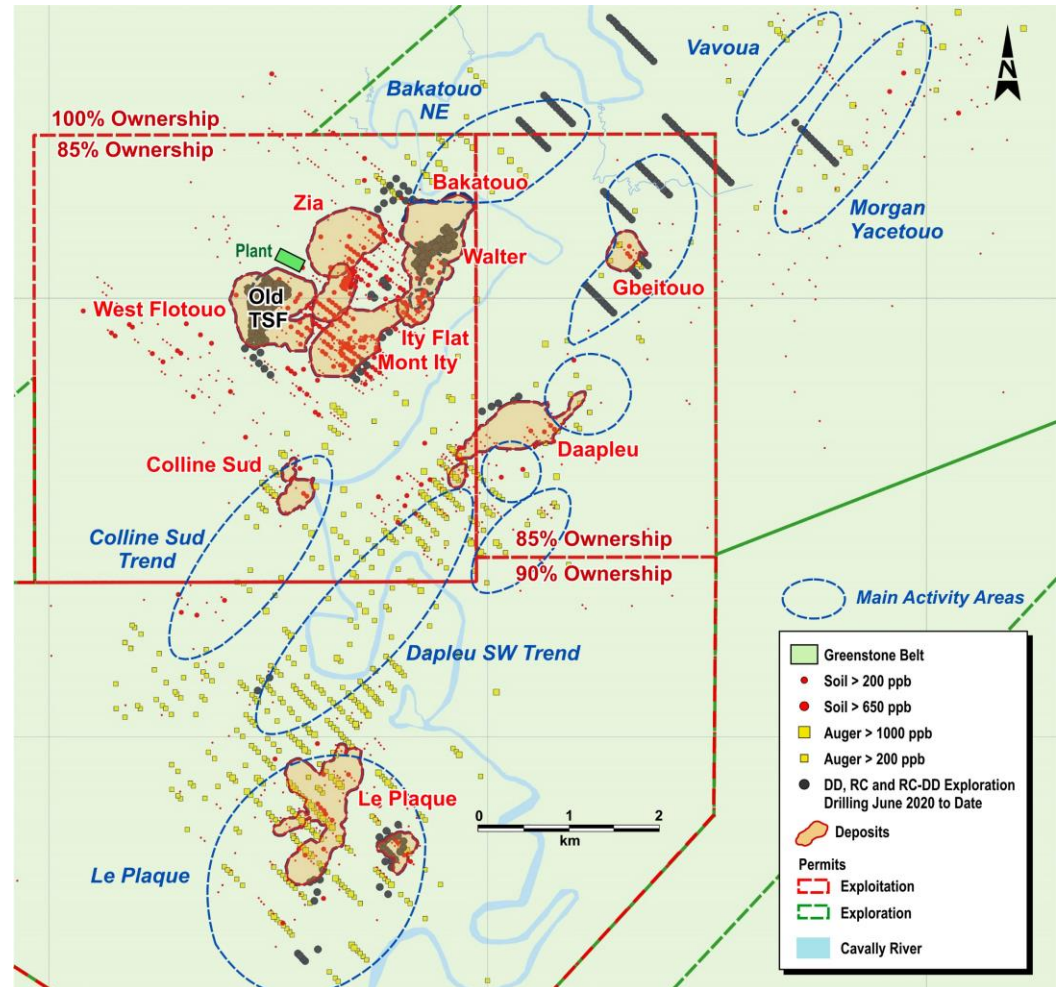 Vavoua
N
Bakatouo
NE
100% Ownership
85% Ownership
Bakatouo
Zia
Morgan
Yacetouo
Plant
Walter
Gbeitouo
Old
TSF
West Flotouo
Ity Flat
Mont Ity
Daapleu
Colline Sud
Colline Sud
Trend
85% Ownership
90% Ownership
Main Activity Areas
Dapleu SW Trend
Greenstone Belt
Soil > 200 ppb
Soil > 650 ppb
Auger > 1000 ppb
Auger > 200 ppb
DD, RC and RC-DD Exploration
Drilling June 2020 to Date
Deposits
Permits
Exploitation
Exploration
Cavally River
Le Plaque
0 1 2
km
Le Plaque